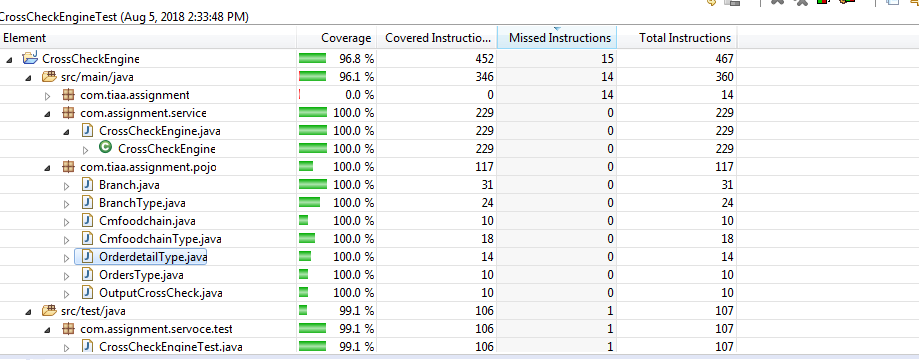 CrossCheckEngineTest (Aug 5, 2018 2:33:48 PM)
Element Coverage Covered Instructio... Missed Instructions Total Instructions
CrossCheckEngine 96.8 % 452 15 467
src/main/java 96.1 % 346 14 360
com.tiaa.assignment 0.0 % 0 14 14
com.assignment.service 100.0 % 229 0 229
CrossCheckEngine.java 100.0 % 229 0 229
CrossCheckEngine 100.0 % 229 0 229
com.tiaa.assignment.pojo 100.0 % 117 0 117
Branch.java 100.0 % 31 0 31
BranchType.java 100.0 % 24 0 24
Cmfoodchain.java 100.0 % 10 0 10
CmfoodchainType.java 100.0 % 18 0 18
OrderdetailType.java 100.0 % 14 0 14
OrdersType.java 100.0 % 10 0 10
OutputCrossCheck.java 100.0 % 10 0 10
src/test/java 99.1 % 106 1 107
com.assignment.servoce.test 99.1 % 106 1 107
CrossCheckEngineTest.java 99.1 % 106 1 107